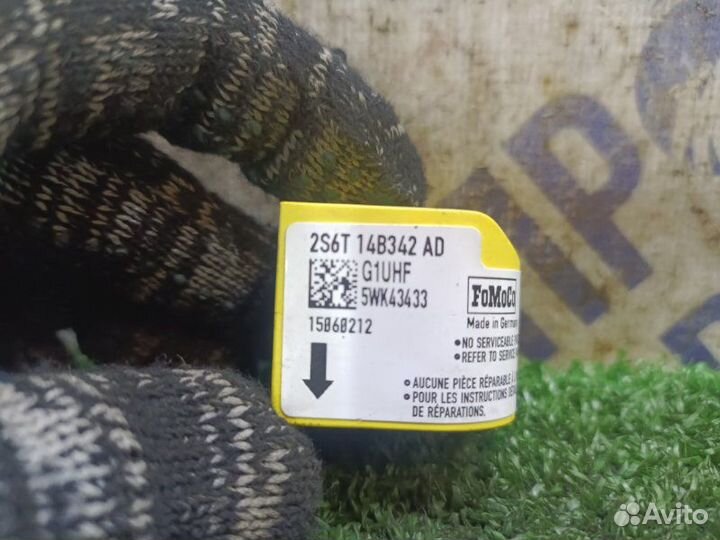 2S6T 14B342 AD
G1UHF
5WK43433
15060212
FoMoCo
Made in German
• NO SERVICEABLE
• REFER TO SERVICE
• AUCUNE PIÈCE RÉPARABLE
• POUR LES INSTRUCTIONS
DE RÉPARATIONS.
Avito